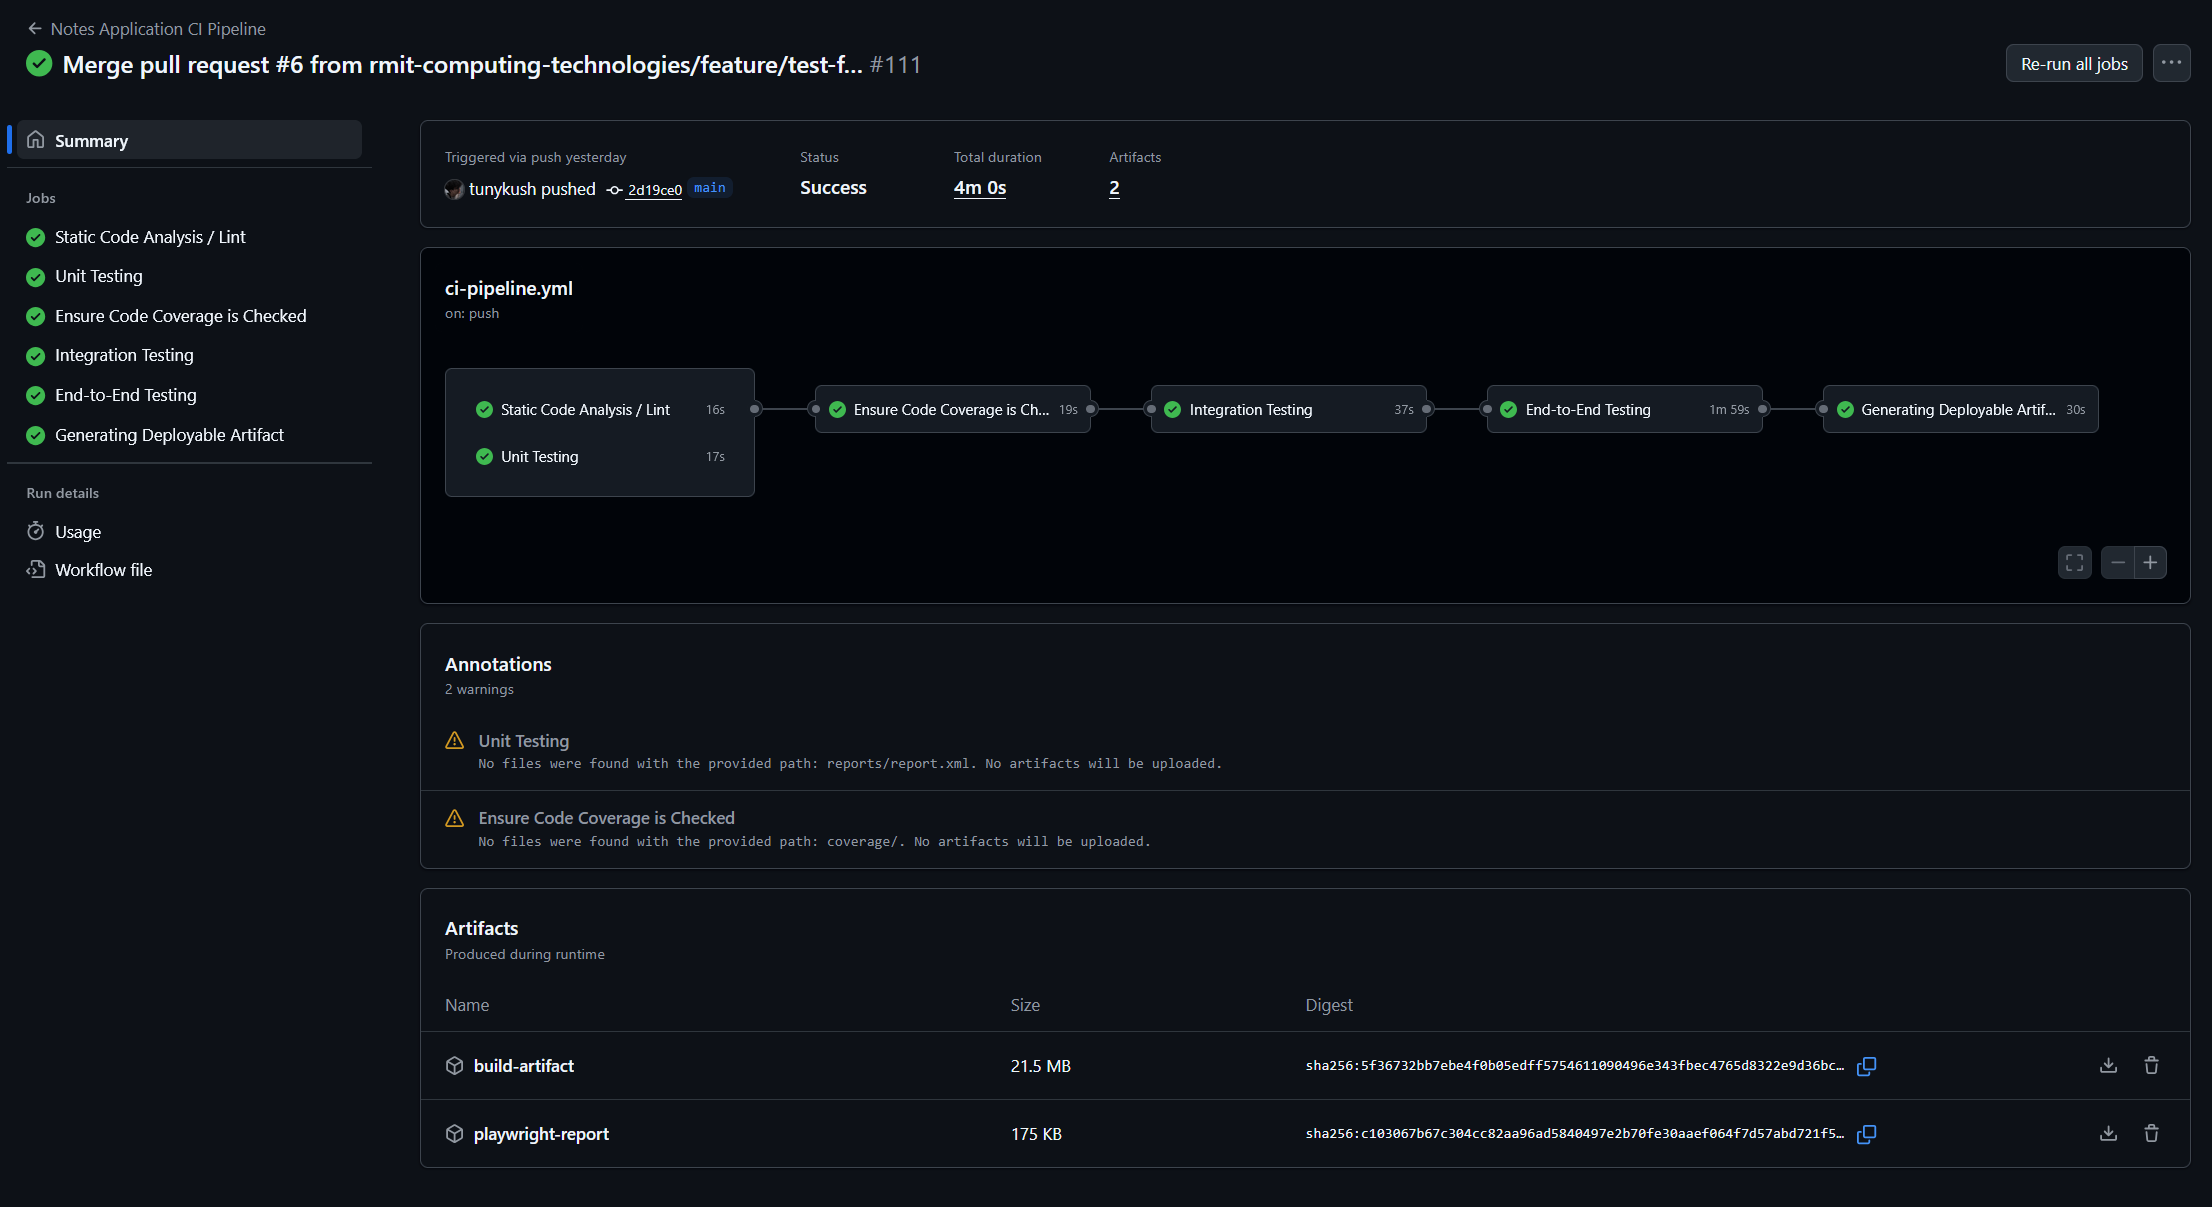 Notes Application CI Pipeline
Merge pull request #6 from rmit-computing-technologies/feature/test-f... #111
Re-run all jobs
Summary
Jobs
Static Code Analysis / Lint
Unit Testing
Ensure Code Coverage is Checked
Integration Testing
End-to-End Testing
Generating Deployable Artifact
Run details
Usage
Workflow file
Triggered via push yesterday
tunykush pushed 2d19ce0 main
Status
Success
Total duration
4m 0s
Artifacts
2
ci-pipeline.yml
on: push
Static Code Analysis / Lint 16s
Unit Testing 17s
Ensure Code Coverage is Ch... 19s
Integration Testing 37s
End-to-End Testing 1m 59s
Generating Deployable Artif... 30s
Annotations
2 warnings
Unit Testing
No files were found with the provided path: reports/report.xml. No artifacts will be uploaded.
Ensure Code Coverage is Checked
No files were found with the provided path: coverage/. No artifacts will be uploaded.
Artifacts
Produced during runtime
Name Size Digest
build-artifact 21.5 MB sha256:5f36732bb7ebe4f0b05edff5754611090496e343fbec4765d8322e9d36bc…
playwright-report 175 KB sha256:c103067b67c304cc82aa96ad5840497e2b70fe30aaef064f7d57abd721f5…